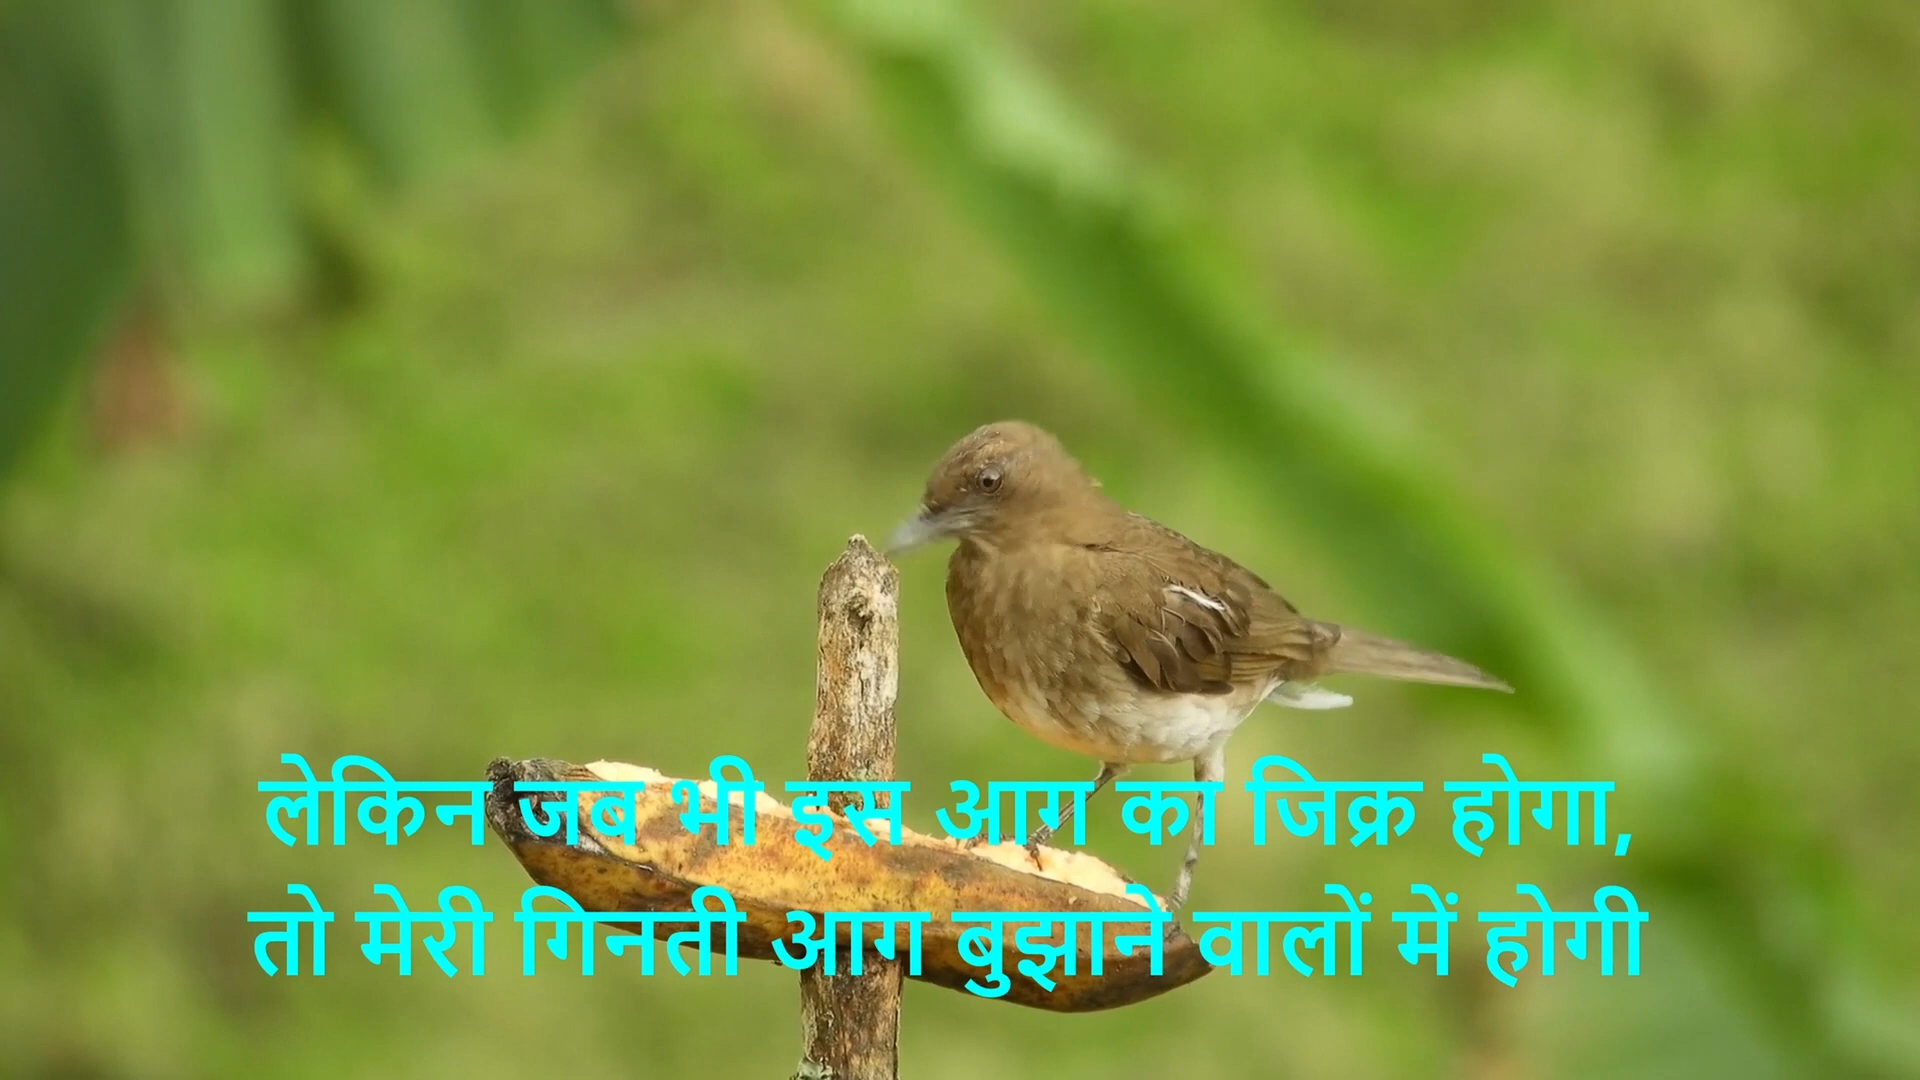 लेकिन जब भी इस आग का जिक्र होगा,
तो मेरी गिनती आग बुझाने वालों में होगी